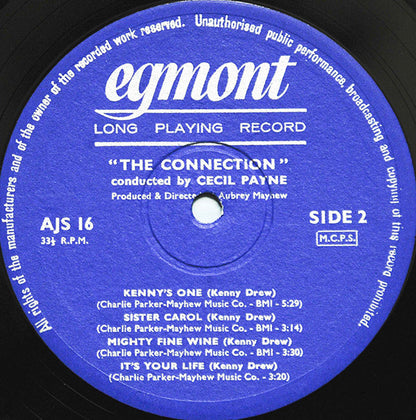 All rights of the manufacturers and of the owner of the recorded work reserved. Unauthorised public performance, broadcasting and copying of this record prohibited.
egmont
LONG PLAYING RECORD
"THE CONNECTION"
conducted by CECIL PAYNE
Produced & Directe Aubrey Mayhew
AJS 16
33⅓ R.P.M.
SIDE 2
M.C.P.S.
KENNY'S ONE (Kenny Drew)
(Charlie Parker-Mayhew Music Co. - BMI - 5:29)
SISTER CAROL (Kenny Drew)
(Charlie Parker-Mayhew Music Co. - BMI - 3:14)
MIGHTY FINE WINE (Kenny Drew)
(Charlie Parker-Mayhew Music Co. - BMI - 3:30)
IT'S YOUR LIFE (Kenny Drew)
(Charlie Parker-Mayhew Music Co. - 3:20)